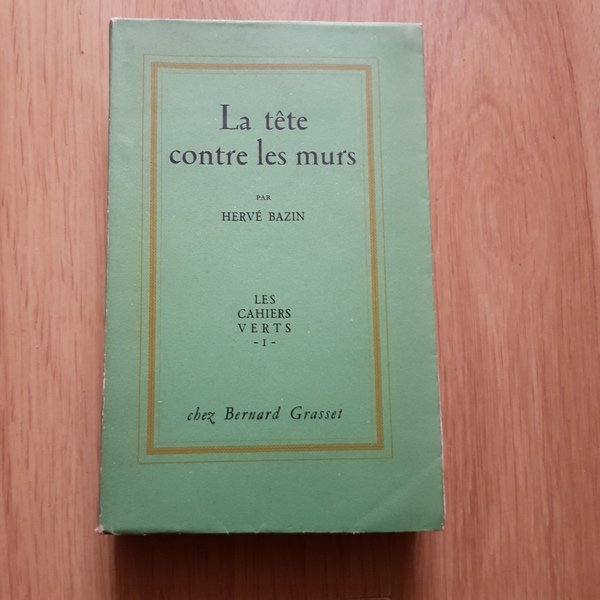 La tête
contre les murs
PAR
HERVÉ BAZIN
LES
CAHIERS
VERTS
- I -
chez Bernard Grasset